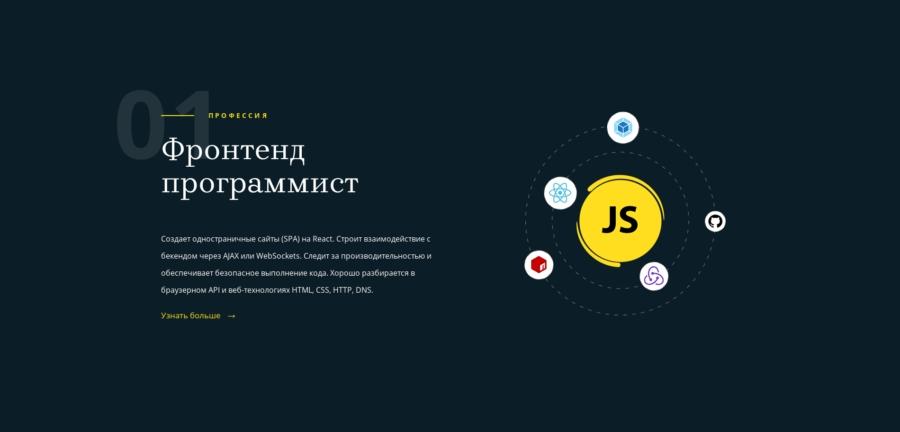 01
ПРОФЕССИЯ
Фронтенд
программист
Создает одностраничные сайты (SPA) на React. Строит взаимодействие с
бекендом через AJAX или WebSockets. Следит за производительностью и
обеспечивает безопасное выполнение кода. Хорошо разбирается в
браузерном API и веб-технологиях HTML, CSS, HTTP, DNS.
Узнать больше →
JS